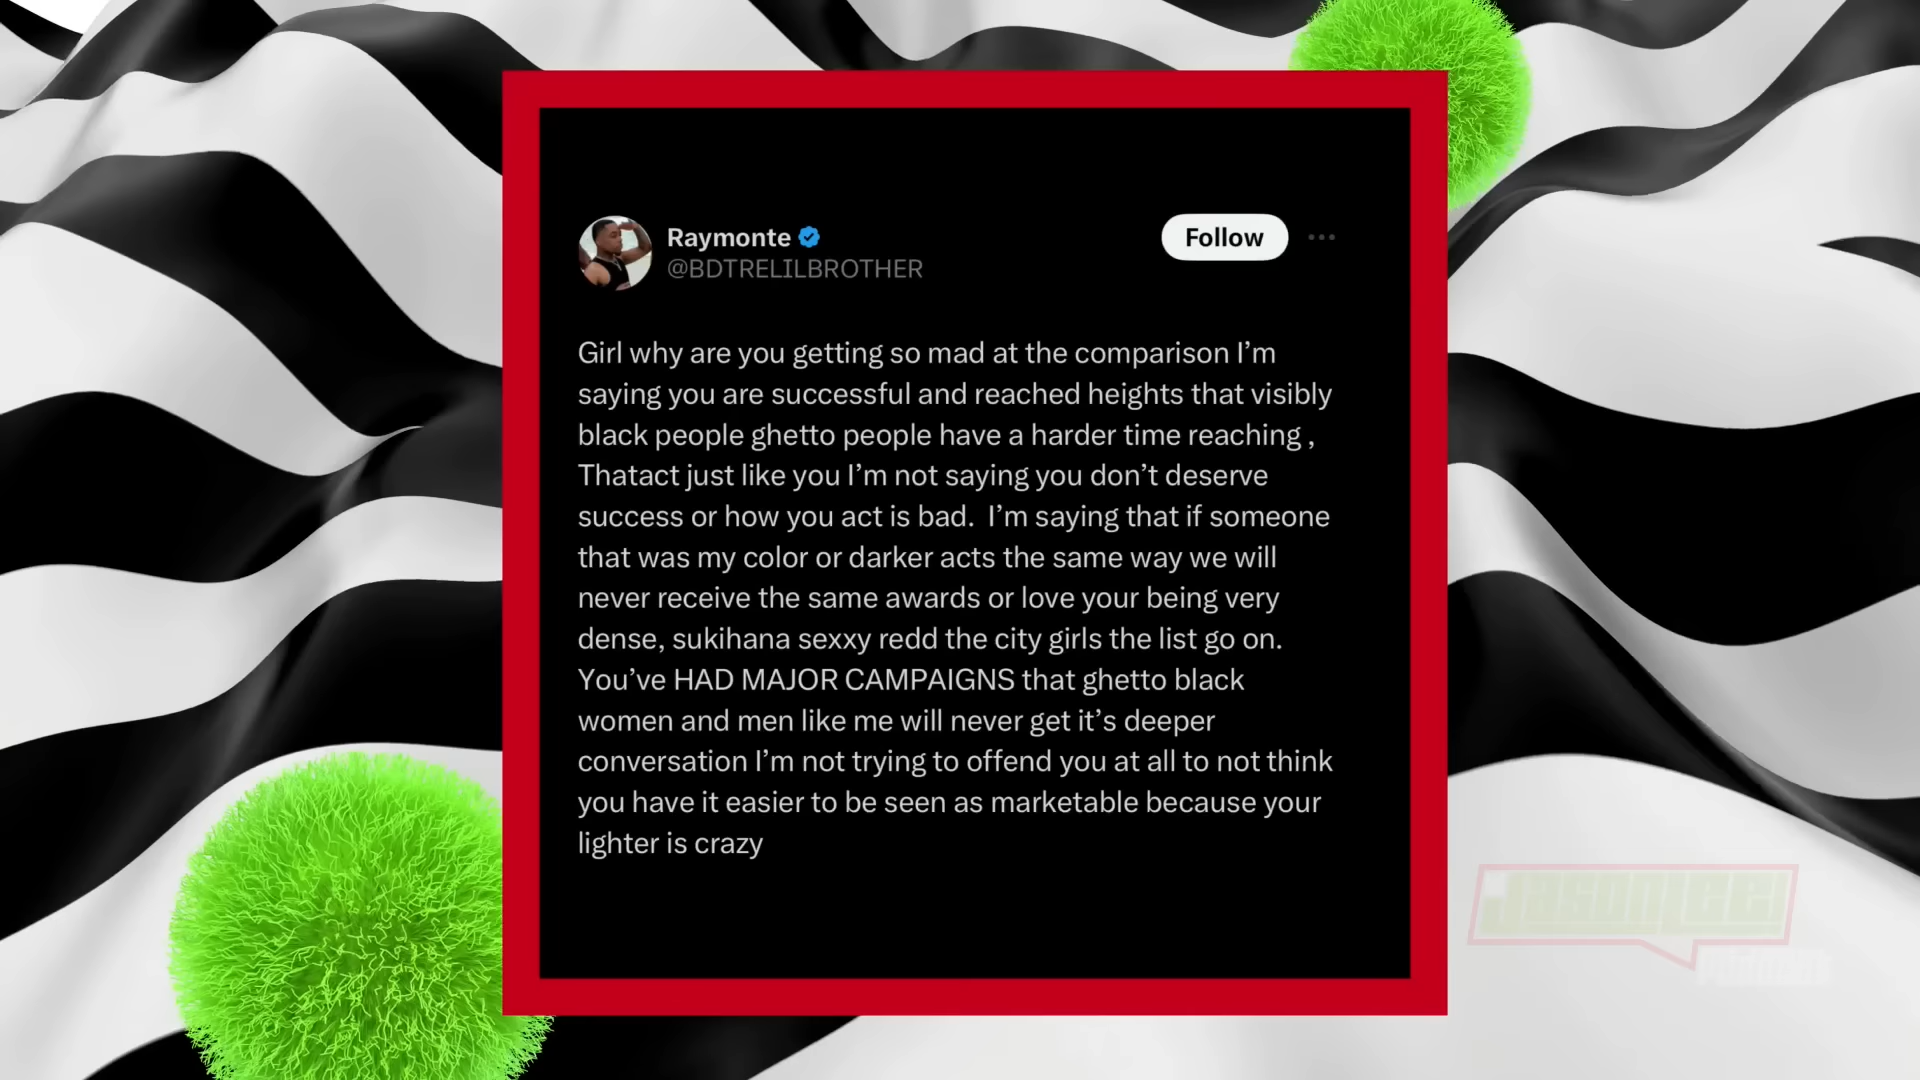 Raymonte
@BDTRELILBROTHER
Follow
Girl why are you getting so mad at the comparison I’m
saying you are successful and reached heights that visibly
black people ghetto people have a harder time reaching ,
Thatact just like you I’m not saying you don’t deserve
success or how you act is bad.  I’m saying that if someone
that was my color or darker acts the same way we will
never receive the same awards or love your being very
dense, sukihana sexxy redd the city girls the list go on.
You’ve HAD MAJOR CAMPAIGNS that ghetto black
women and men like me will never get it’s deeper
conversation I’m not trying to offend you at all to not think
you have it easier to be seen as marketable because your
lighter is crazy